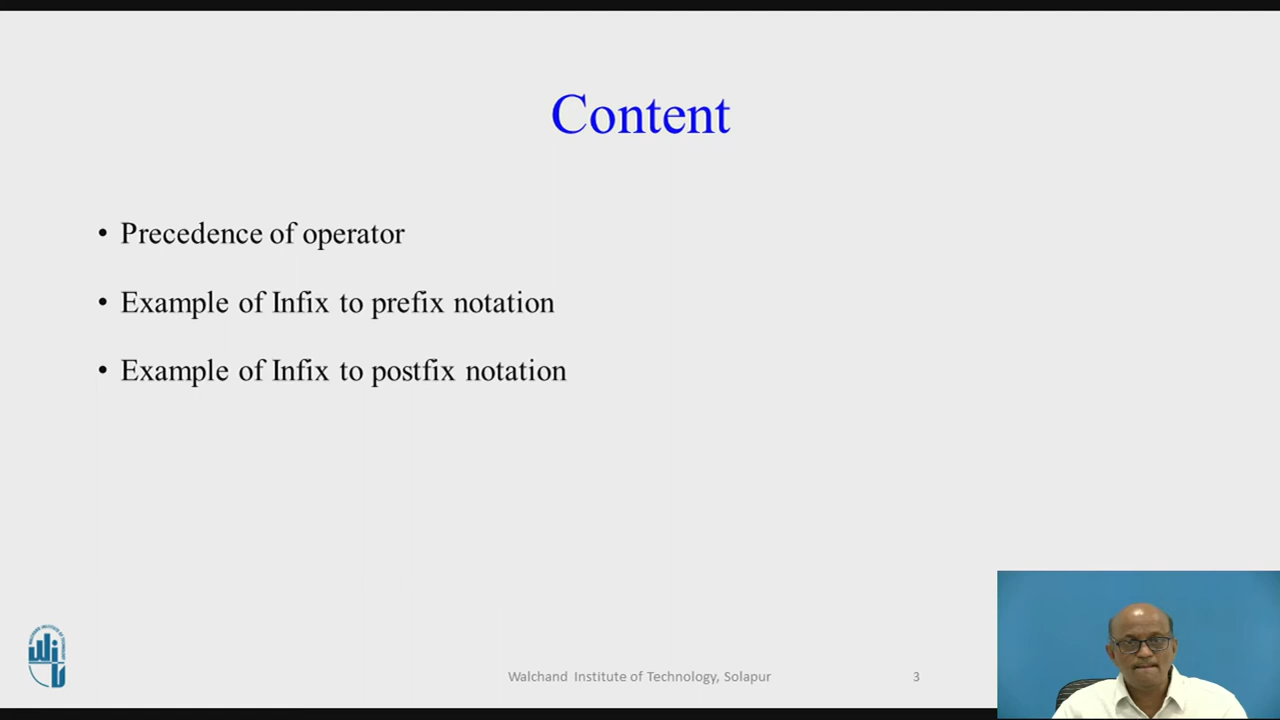 Content
• Precedence of operator
• Example of Infix to prefix notation
• Example of Infix to postfix notation
Walchand Institute of Technology, Solapur
3